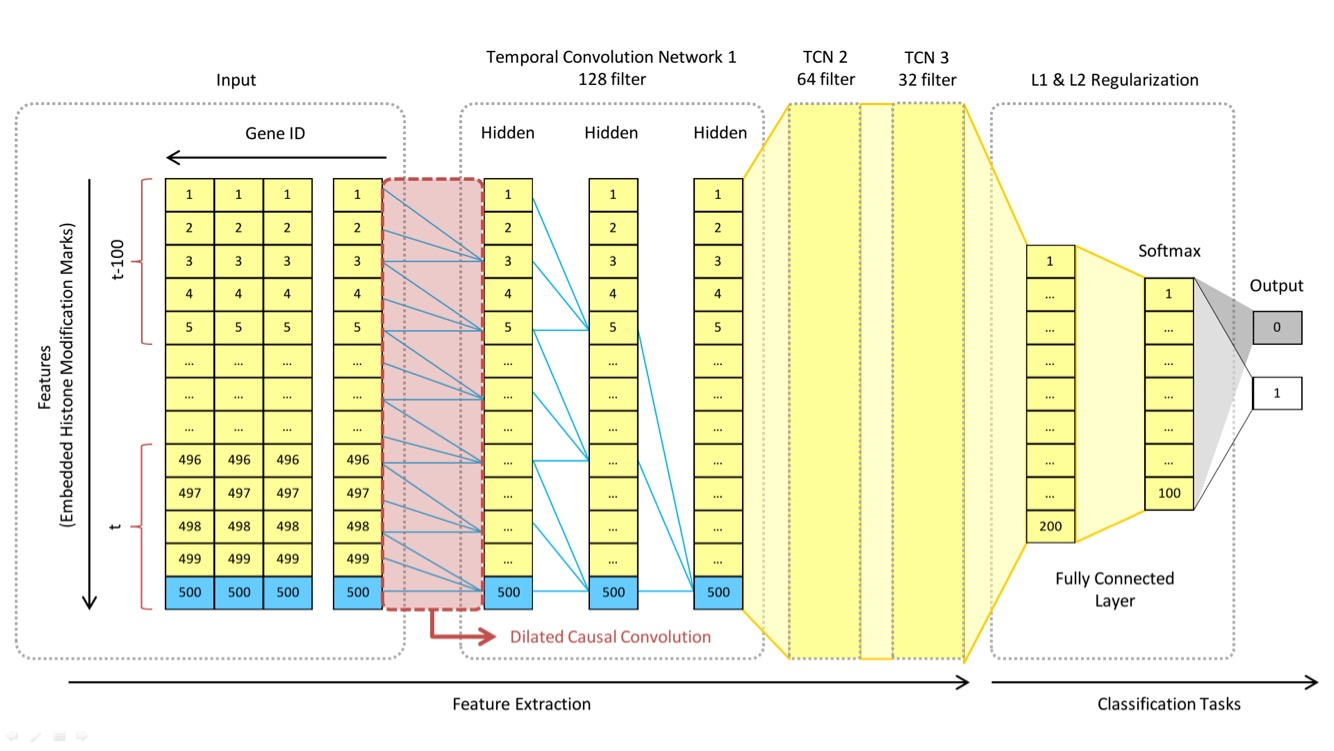 Temporal Convolution Network 1
128 filter
TCN 2
64 filter
TCN 3
32 filter
Input
L1 & L2 Regularization
Gene ID
Hidden Hidden Hidden
Features
(Embedded Histone Modification Marks)
t-100
t
1 1 1 1 1 1 1
2 2 2 2 2 2 2
3 3 3 3 3 3 3
4 4 4 4 4 4 4
5 5 5 5 5 5 5
... ... ... ... ... ... ...
... ... ... ... ... ... ...
... ... ... ... ... ... ...
496 496 496 496 ... ... ...
497 497 497 497 ... ... ...
498 498 498 498 ... ... ...
499 499 499 499 ... ... ...
500 500 500 500 500 500 500
Dilated Causal Convolution
1
...
...
...
...
...
...
...
200
Fully Connected
Layer
Softmax
1
...
...
...
...
...
100
Output
0
1
Feature Extraction
Classification Tasks